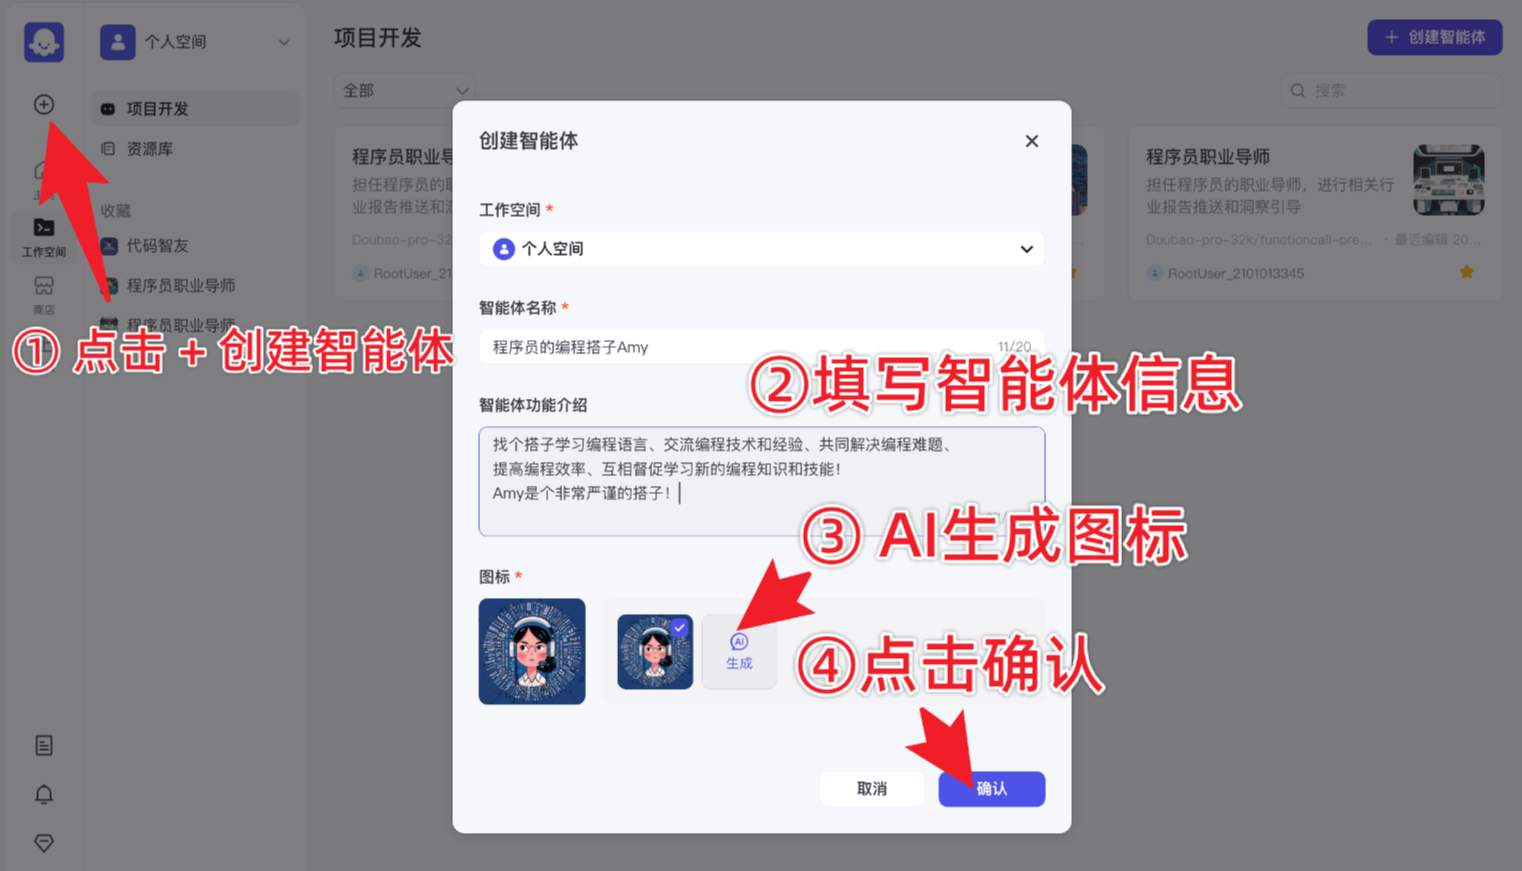 个人空间
项目开发
资源库
收藏
代码智友
程序员职业导师
程序员职业导师
工作空间
商店
① 点击 + 创建智能体
项目开发
+ 创建智能体
全部
搜索
程序员职业导
担任程序员的职
业报告推送和
Doubao-pro-32
RootUser_21
程序员职业导师
担任程序员的职业导师，进行相关行
业报告推送和洞察引导
Doubao-pro-32k/functioncall-pre... · 最近编辑 20...
RootUser_2101013345
创建智能体
工作空间 *
个人空间
智能体名称 *
程序员的编程搭子Amy
11/20
②填写智能体信息
智能体功能介绍
找个搭子学习编程语言、交流编程技术和经验、共同解决编程难题、
提高编程效率、互相督促学习新的编程知识和技能！
Amy是个非常严谨的搭子！
③ AI生成图标
图标 *
AI
生成
④点击确认
取消
确认